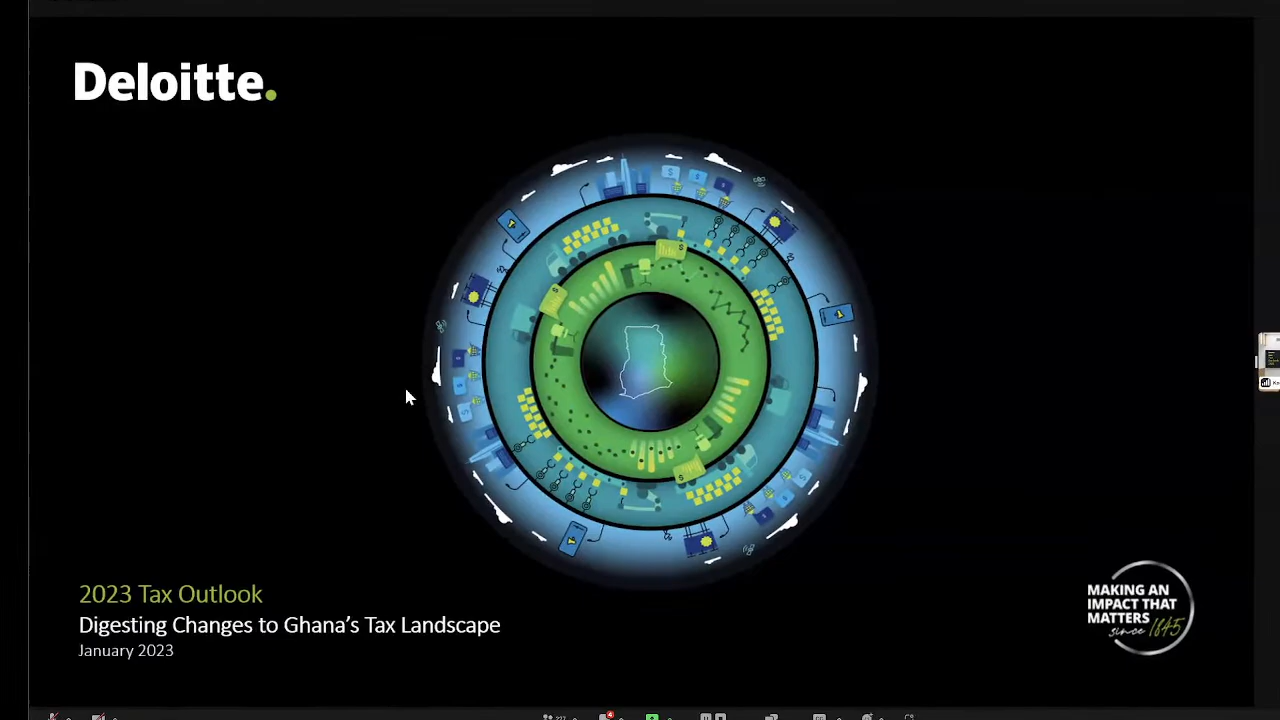 Deloitte.
2023 Tax Outlook
Digesting Changes to Ghana's Tax Landscape
January 2023
MAKING AN
IMPACT THAT
MATTERS
since 1845